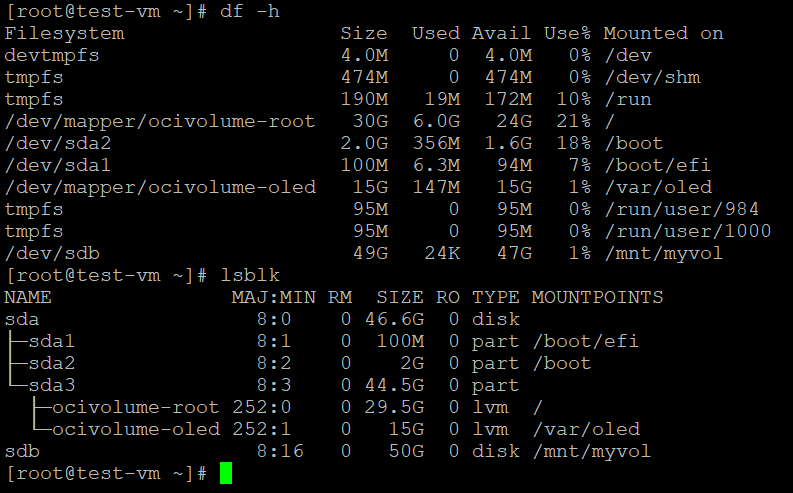 [root@test-vm ~]# df -h
Filesystem                  Size  Used Avail Use% Mounted on
devtmpfs                    4.0M     0  4.0M   0% /dev
tmpfs                       474M     0  474M   0% /dev/shm
tmpfs                       190M   19M  172M  10% /run
/dev/mapper/ocivolume-root   30G  6.0G   24G  21% /
/dev/sda2                   2.0G  356M  1.6G  18% /boot
/dev/sda1                   100M  6.3M   94M   7% /boot/efi
/dev/mapper/ocivolume-oled   15G  147M   15G   1% /var/oled
tmpfs                        95M     0   95M   0% /run/user/984
tmpfs                        95M     0   95M   0% /run/user/1000
/dev/sdb                     49G   24K   47G   1% /mnt/myvol
[root@test-vm ~]# lsblk
NAME               MAJ:MIN RM  SIZE RO TYPE MOUNTPOINTS
sda                  8:0    0 46.6G  0 disk
├─sda1               8:1    0  100M  0 part /boot/efi
├─sda2               8:2    0    2G  0 part /boot
└─sda3               8:3    0 44.5G  0 part
  ├─ocivolume-root 252:0    0 29.5G  0 lvm  /
  └─ocivolume-oled 252:1    0   15G  0 lvm  /var/oled
sdb                  8:16   0   50G  0 disk /mnt/myvol
[root@test-vm ~]#